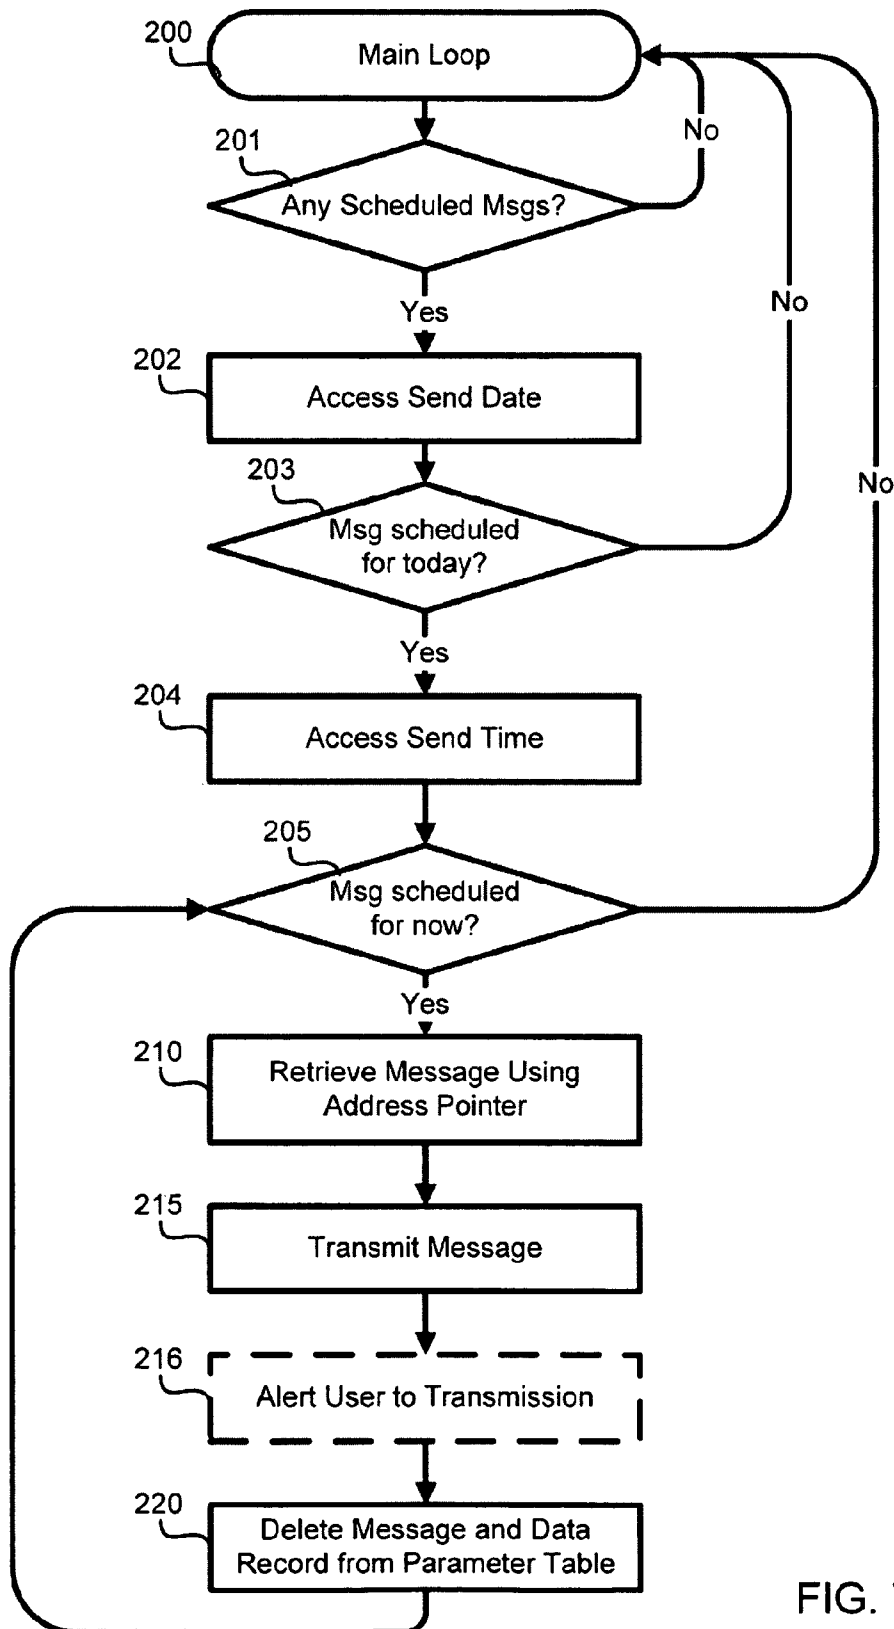 200
Main Loop
201
No
Any Scheduled Msgs?
Yes
No
202
Access Send Date
203
No
Msg scheduled
for today?
Yes
204
Access Send Time
205
Msg scheduled
for now?
Yes
210
Retrieve Message Using
Address Pointer
215
Transmit Message
216
Alert User to Transmission
220
Delete Message and Data
Record from Parameter Table
FIG.